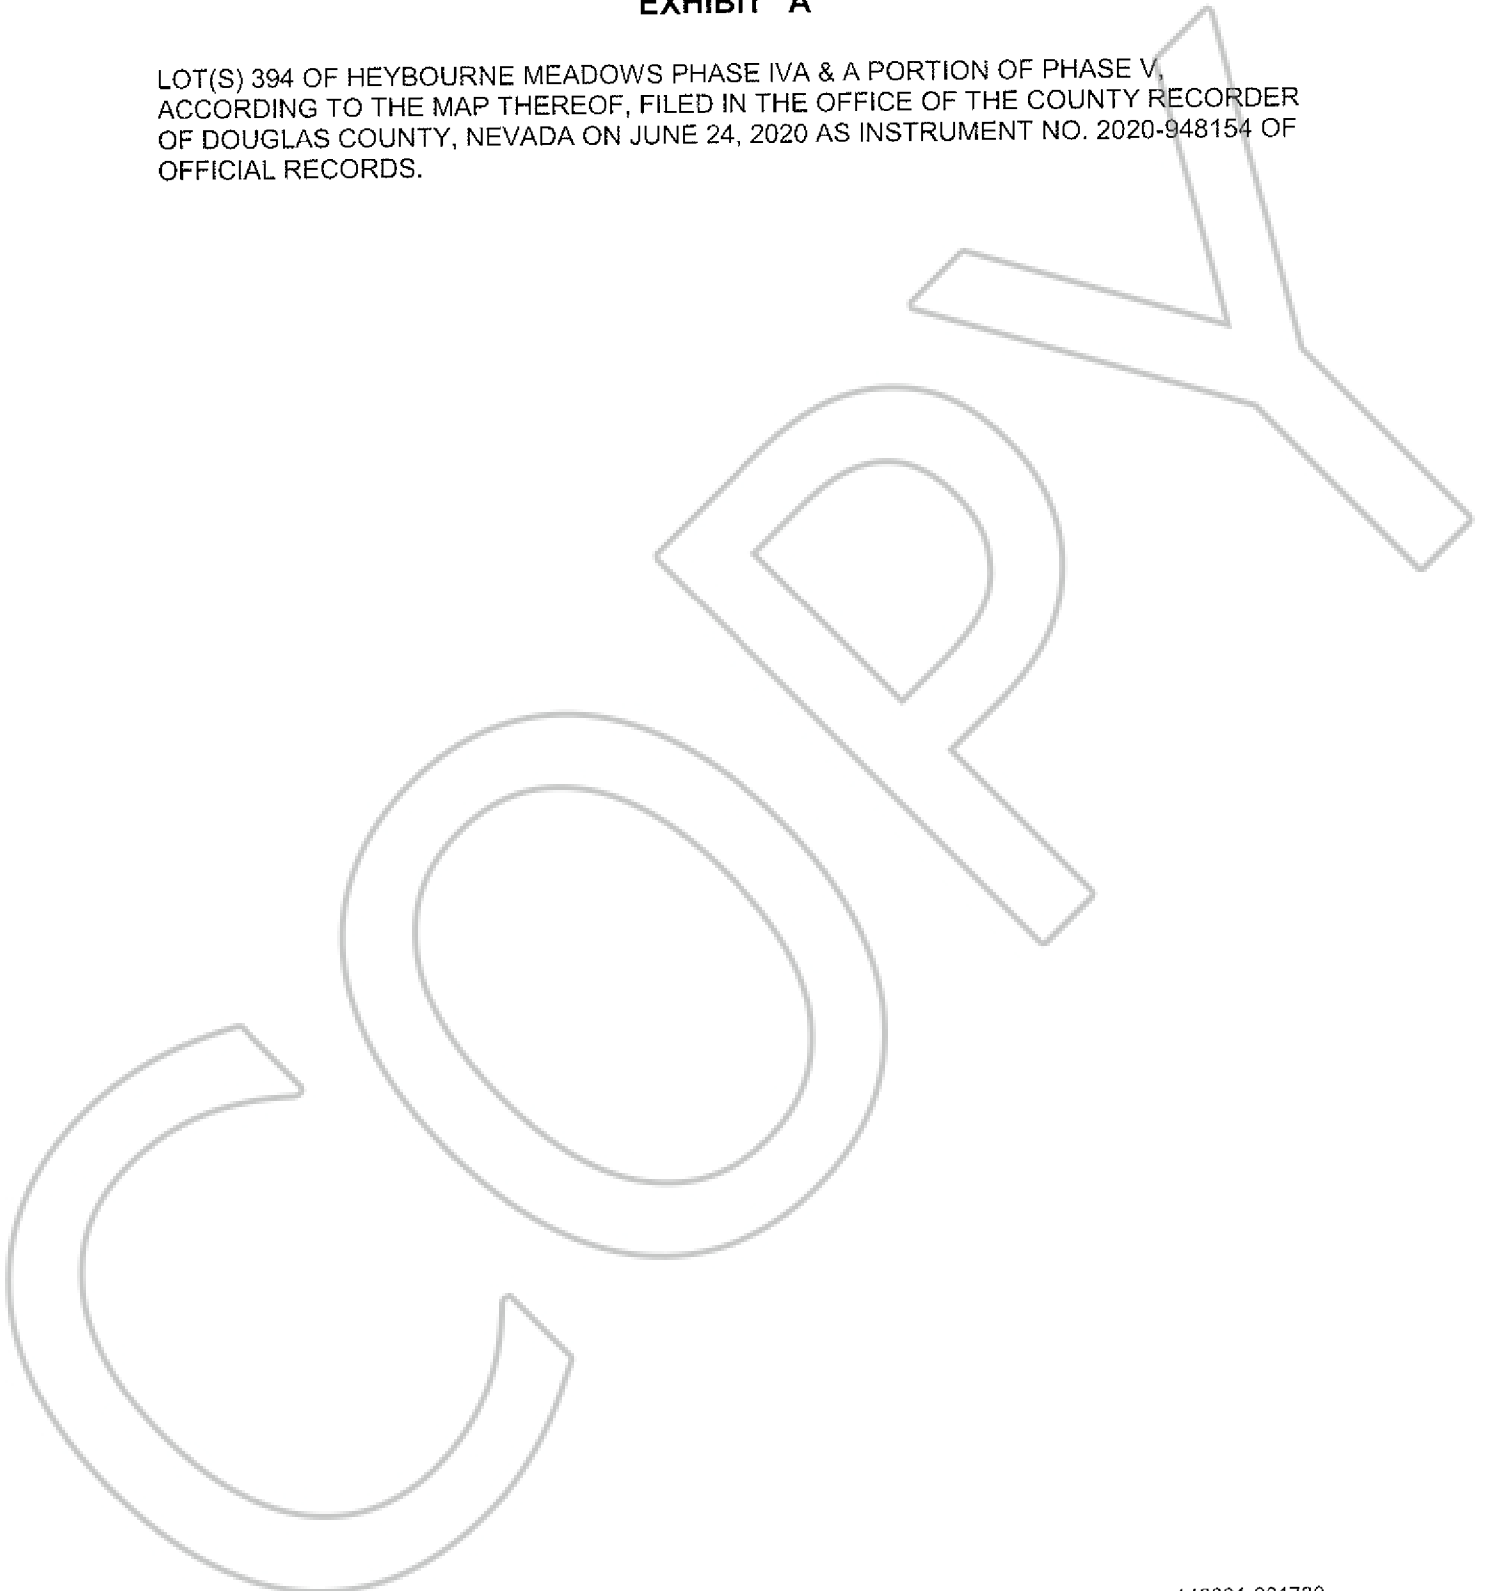 EXHIBIT "A"
LOT(S) 394 OF HEYBOURNE MEADOWS PHASE IVA & A PORTION OF PHASE V,
ACCORDING TO THE MAP THEREOF, FILED IN THE OFFICE OF THE COUNTY RECORDER
OF DOUGLAS COUNTY, NEVADA ON JUNE 24, 2020 AS INSTRUMENT NO. 2020-948154 OF
OFFICIAL RECORDS.
COPY